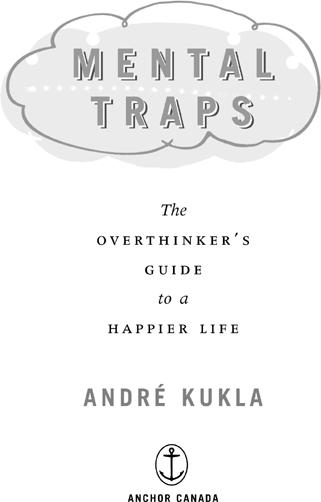 MENTAL
TRAPS
The
OVERTHINKER'S
GUIDE
to a
HAPPIER LIFE
ANDRÉ KUKLA
ANCHOR CANADA